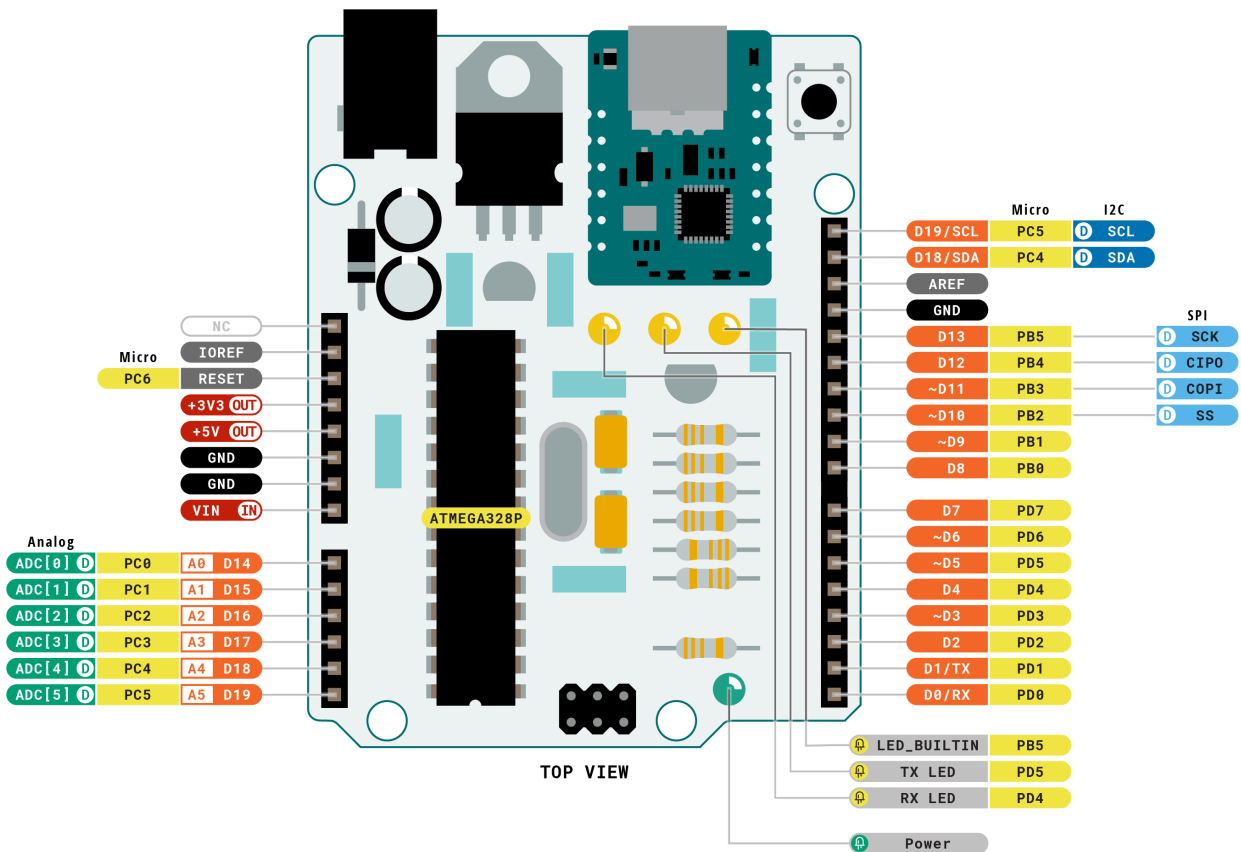 Micro I2C
D19/SCL PC5 D SCL
D18/SDA PC4 D SDA
AREF
GND
SPI
D13 PB5 D SCK
D12 PB4 D CIPO
~D11 PB3 D COPI
~D10 PB2 D SS
~D9 PB1
D8 PB0
D7 PD7
~D6 PD6
~D5 PD5
D4 PD4
~D3 PD3
D2 PD2
D1/TX PD1
D0/RX PD0
NC
IOREF
Micro
PC6 RESET
+3V3 OUT
+5V OUT
GND
GND
VIN IN
Analog
ADC[0] D PC0 A0 D14
ADC[1] D PC1 A1 D15
ADC[2] D PC2 A2 D16
ADC[3] D PC3 A3 D17
ADC[4] D PC4 A4 D18
ADC[5] D PC5 A5 D19
ATMEGA328P
LED_BUILTIN PB5
TX LED PD5
RX LED PD4
Power
TOP VIEW